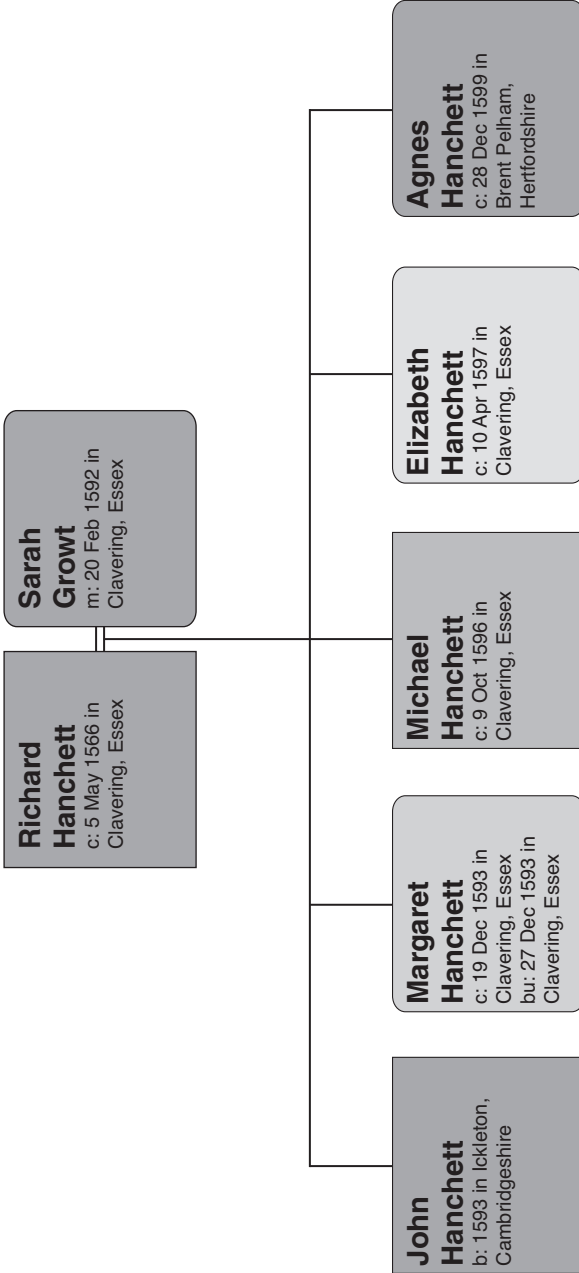 Richard
Hanchett
c: 5 May 1566 in
Clavering, Essex
Sarah
Growt
m: 20 Feb 1592 in
Clavering, Essex
John
Hanchett
b: 1593 in Ickleton,
Cambridgeshire
Margaret
Hanchett
c: 19 Dec 1593 in
Clavering, Essex
bu: 27 Dec 1593 in
Clavering, Essex
Michael
Hanchett
c: 9 Oct 1596 in
Clavering, Essex
Elizabeth
Hanchett
c: 10 Apr 1597 in
Clavering, Essex
Agnes
Hanchett
c: 28 Dec 1599 in
Brent Pelham,
Hertfordshire